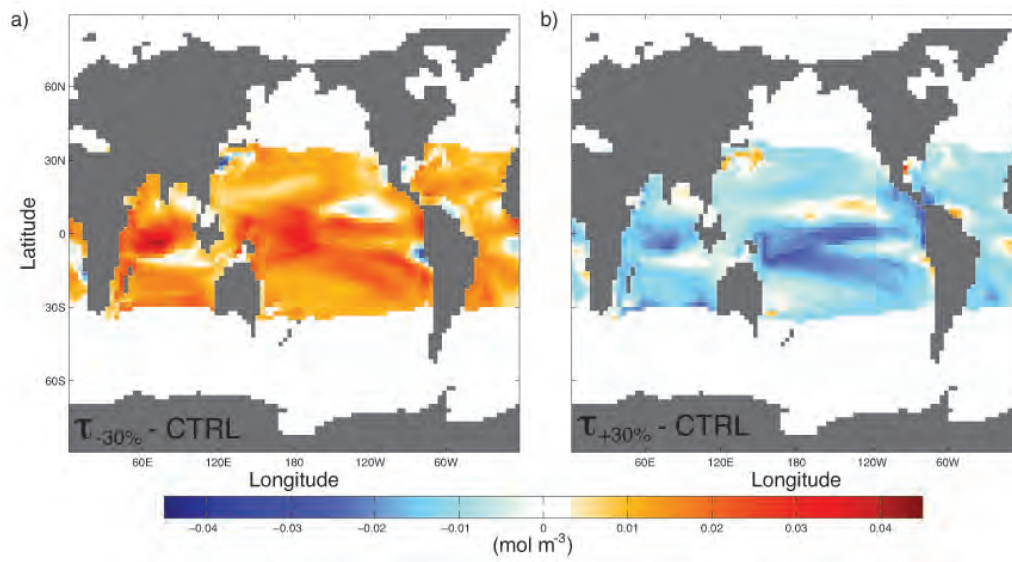 a)
b)
60N
30N
0
30S
60S
Latitude
τ-30% - CTRL
τ+30% - CTRL
60E 120E 180 120W 60W
60E 120E 180 120W 60W
Longitude
Longitude
−0.04 −0.03 −0.02 −0.01 0 0.01 0.02 0.03 0.04
(mol m-3)